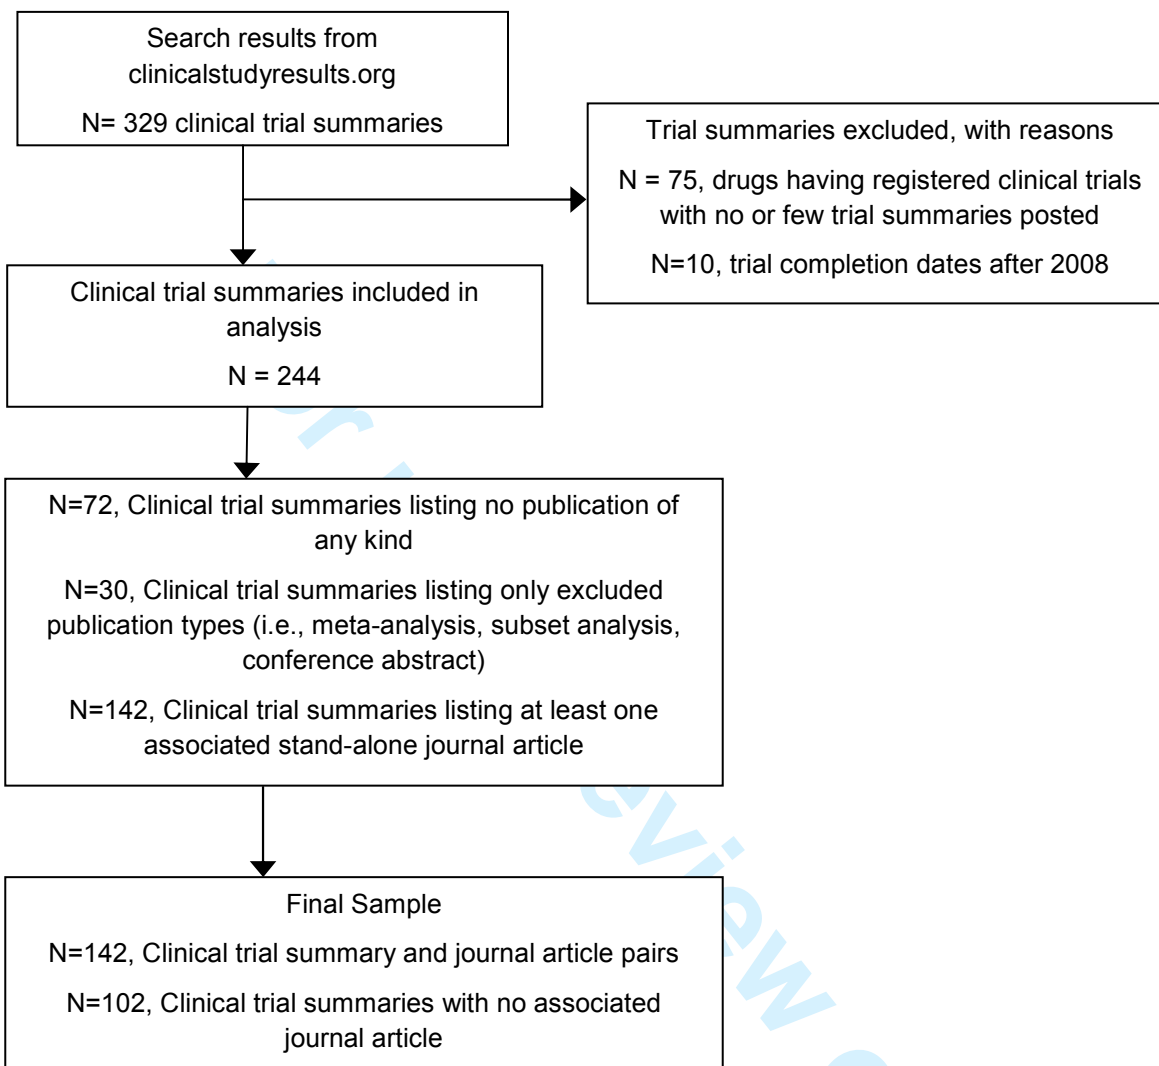 Search results from
clinicalstudyresults.org
N= 329 clinical trial summaries
Trial summaries excluded, with reasons
N = 75, drugs having registered clinical trials
with no or few trial summaries posted
N=10, trial completion dates after 2008
Clinical trial summaries included in
analysis
N = 244
N=72, Clinical trial summaries listing no publication of
any kind
N=30, Clinical trial summaries listing only excluded
publication types (i.e., meta-analysis, subset analysis,
conference abstract)
N=142, Clinical trial summaries listing at least one
associated stand-alone journal article
Final Sample
N=142, Clinical trial summary and journal article pairs
N=102, Clinical trial summaries with no associated
journal article